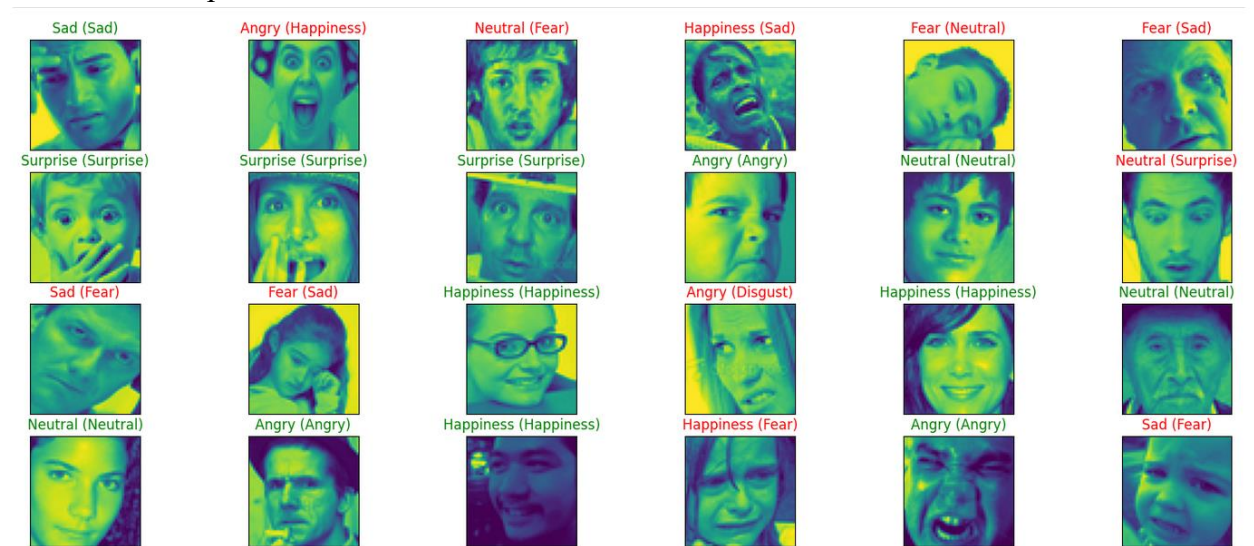 Sad (Sad)
Angry (Happiness)
Neutral (Fear)
Happiness (Sad)
Fear (Neutral)
Fear (Sad)
Surprise (Surprise)
Surprise (Surprise)
Surprise (Surprise)
Angry (Angry)
Neutral (Neutral)
Neutral (Surprise)
Sad (Fear)
Fear (Sad)
Happiness (Happiness)
Angry (Disgust)
Happiness (Happiness)
Neutral (Neutral)
Neutral (Neutral)
Angry (Angry)
Happiness (Happiness)
Happiness (Fear)
Angry (Angry)
Sad (Fear)